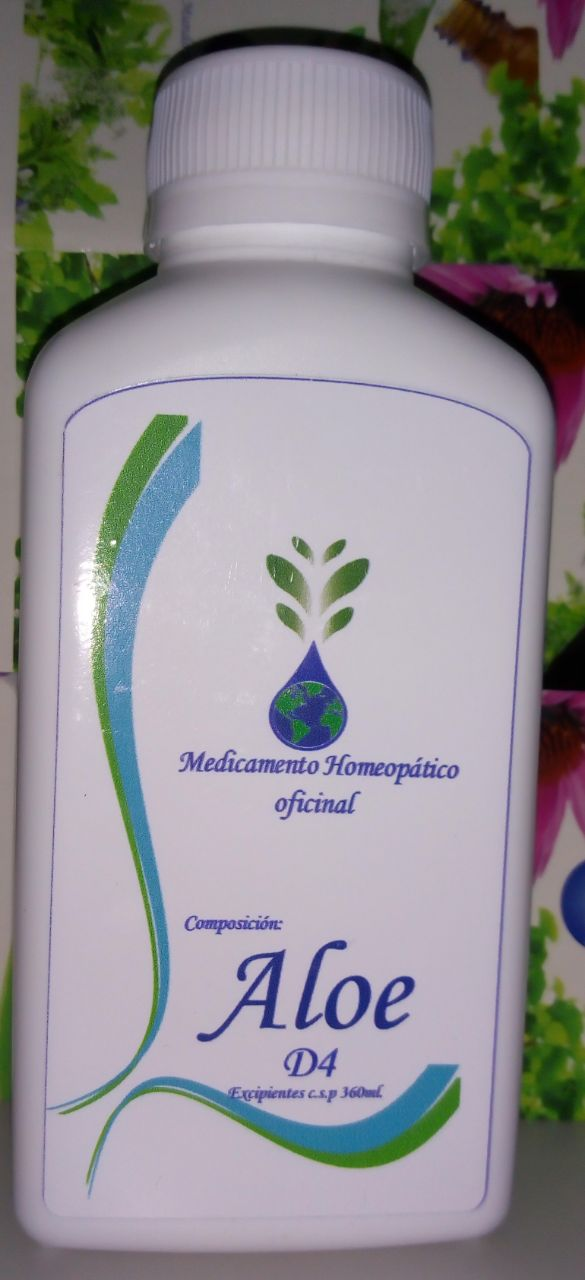 Medicamento Homeopático
oficinal
Composición:
Aloe
D4
Excipientes c.s.p 360ml.